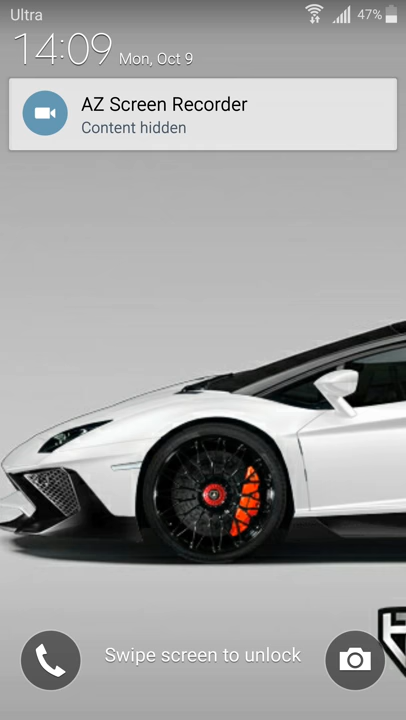 Ultra 47%
14:09 Mon, Oct 9
AZ Screen Recorder
Content hidden
Swipe screen to unlock